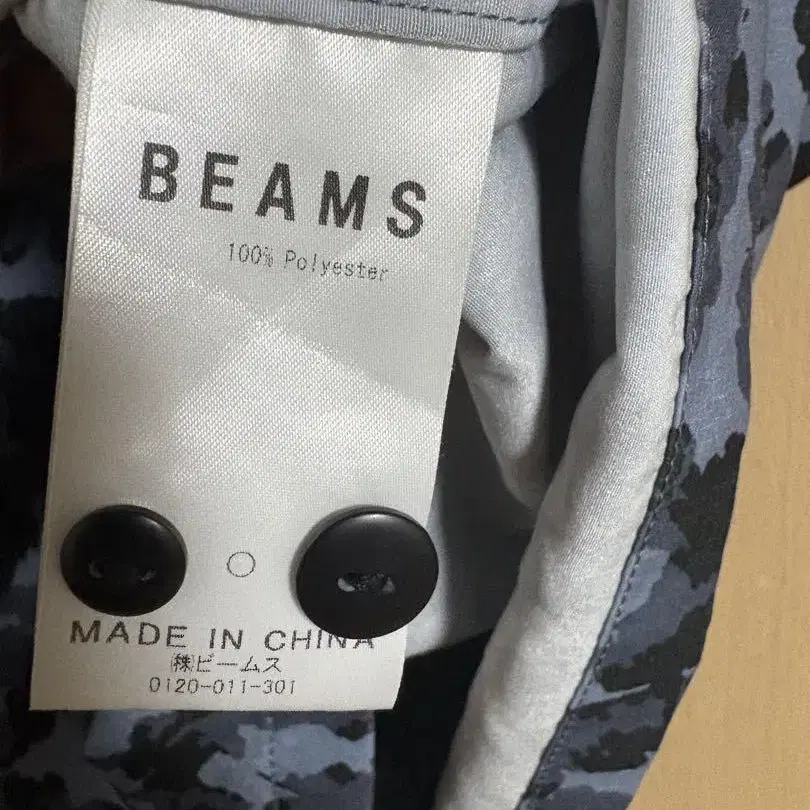 BEAMS
100% Polyester
MADE IN CHINA
㈱ビームス
0120-011-301